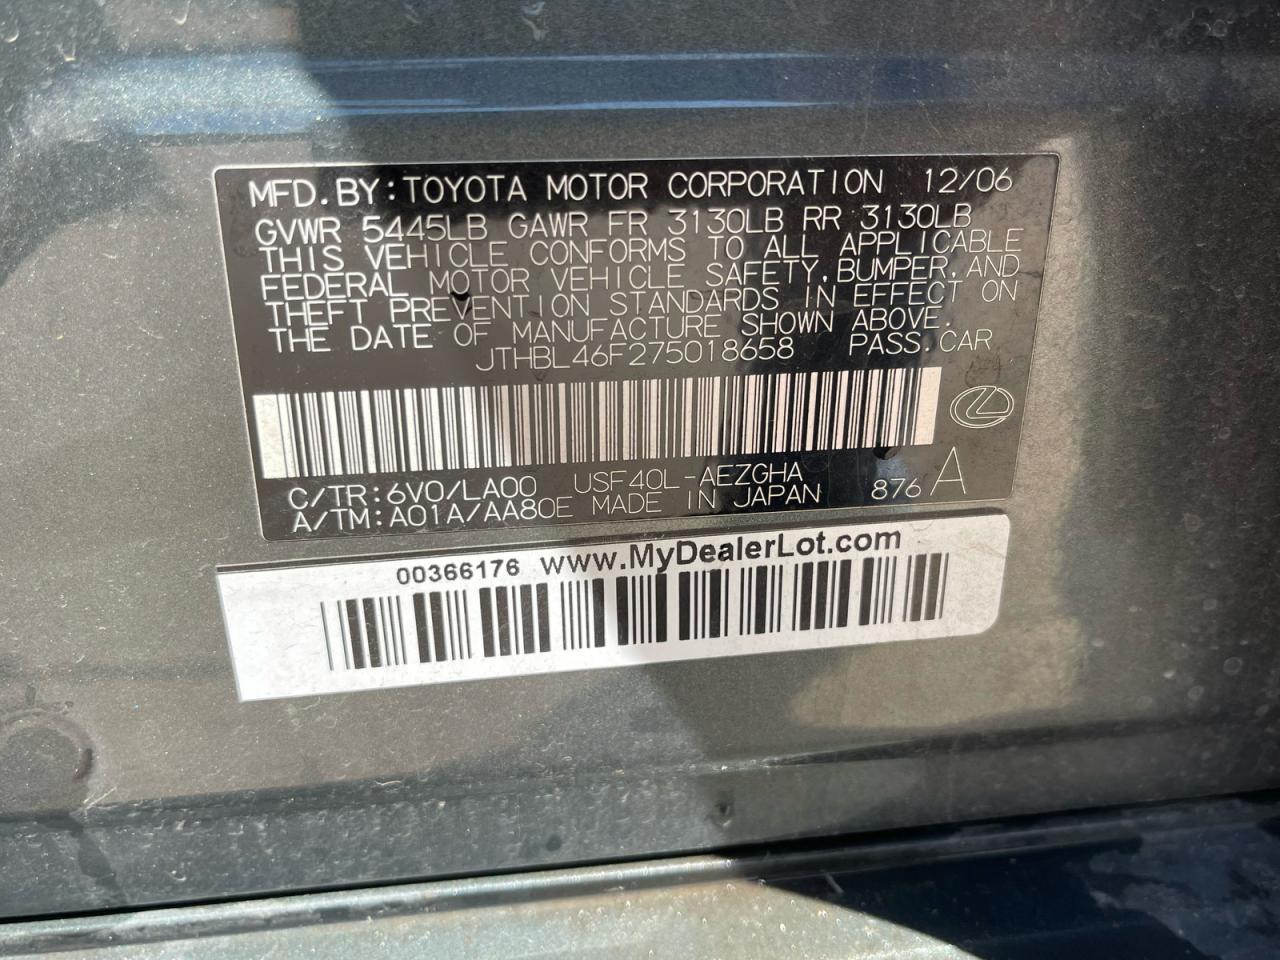 MFD. BY: TOYOTA MOTOR CORPORATION 12/06
GVWR 5445LB GAWR FR 3130LB RR 3130LB
THIS VEHICLE CONFORMS TO ALL APPLICABLE
FEDERAL MOTOR VEHICLE SAFETY, BUMPER, AND
THEFT PREVENTION STANDARDS IN EFFECT ON
THE DATE OF MANUFACTURE SHOWN ABOVE.
JTHBL46F275018658 PASS. CAR
C/TR: 6V0/LA00 USF40L-AEZGHA
A/TM: A01A/AA80E MADE IN JAPAN 876 A
00366176 www.MyDealerLot.com